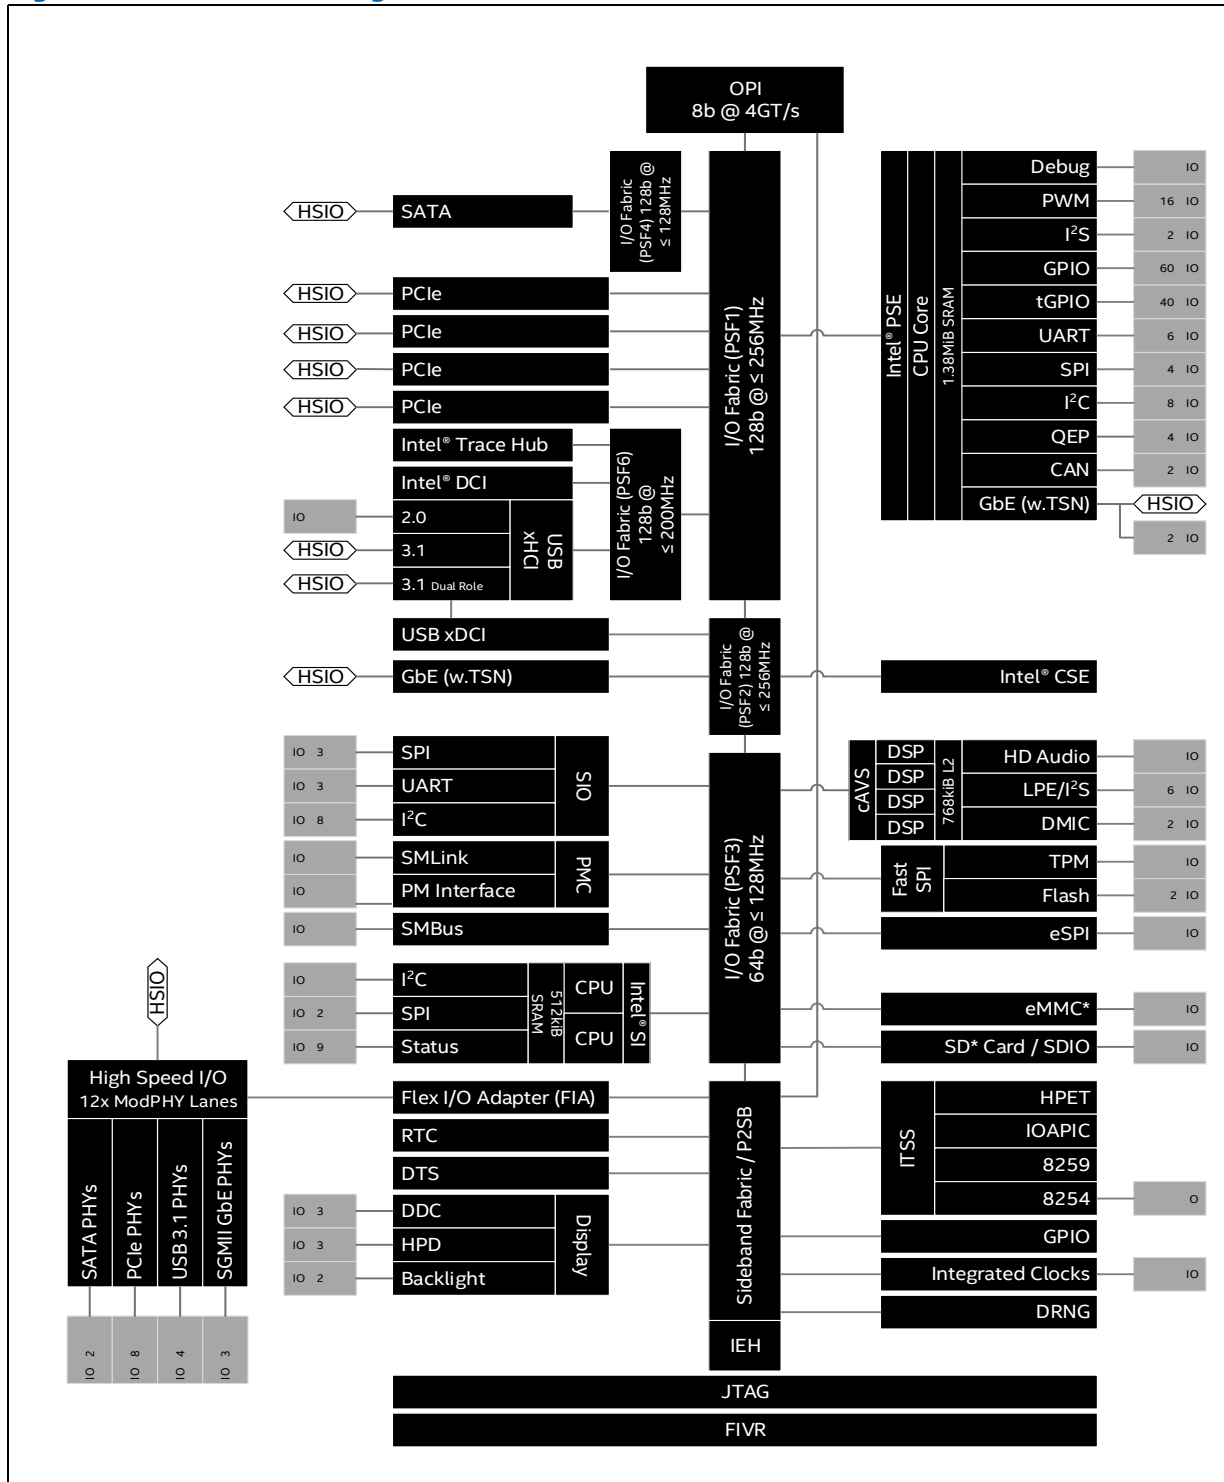 OPI
8b @ 4GT/s
HSIO
SATA
I/O Fabric
(PSF4) 128b @
≤ 128MHz
HSIO
PCIe
HSIO
PCIe
HSIO
PCIe
HSIO
PCIe
I/O Fabric (PSF1)
128b @ ≤ 256MHz
Intel® Trace Hub
Intel® DCI
IO
2.0
HSIO
3.1
HSIO
3.1 Dual Role
USB
xHCI
I/O Fabric (PSF6)
128b @
≤ 200MHz
USB xDCI
HSIO
GbE (w.TSN)
I/O Fabric
(PSF2) 128b @
≤ 256MHz
Intel® PSE
CPU Core
1.38MiB SRAM
Debug
IO
PWM
16 IO
I²S
2 IO
GPIO
60 IO
tGPIO
40 IO
UART
6 IO
SPI
4 IO
I²C
8 IO
QEP
4 IO
CAN
2 IO
GbE (w.TSN)
HSIO
2 IO
Intel® CSE
IO 3
SPI
IO 3
UART
IO 8
I²C
SIO
IO
SMLink
IO
PM Interface
PMC
IO
SMBus
I/O Fabric (PSF3)
64b @ ≤ 128MHz
cAVS
DSP
DSP
DSP
DSP
768kiB L2
HD Audio
IO
LPE/I²S
6 IO
DMIC
2 IO
Fast
SPI
TPM
IO
Flash
2 IO
eSPI
IO
IO
I²C
IO 2
SPI
IO 9
Status
512kiB
SRAM
CPU
CPU
Intel® SI
eMMC*
IO
SD* Card / SDIO
IO
HSIO
High Speed I/O
12x ModPHY Lanes
SATA PHYs
PCIe PHYs
USB 3.1 PHYs
SGMII GbE PHYs
IO 2
IO 8
IO 4
IO 3
Flex I/O Adapter (FIA)
RTC
DTS
IO 3
DDC
IO 3
HPD
IO 2
Backlight
Display
Sideband Fabric / P2SB
IEH
ITSS
HPET
IOAPIC
8259
8254
O
GPIO
Integrated Clocks
IO
DRNG
JTAG
FIVR